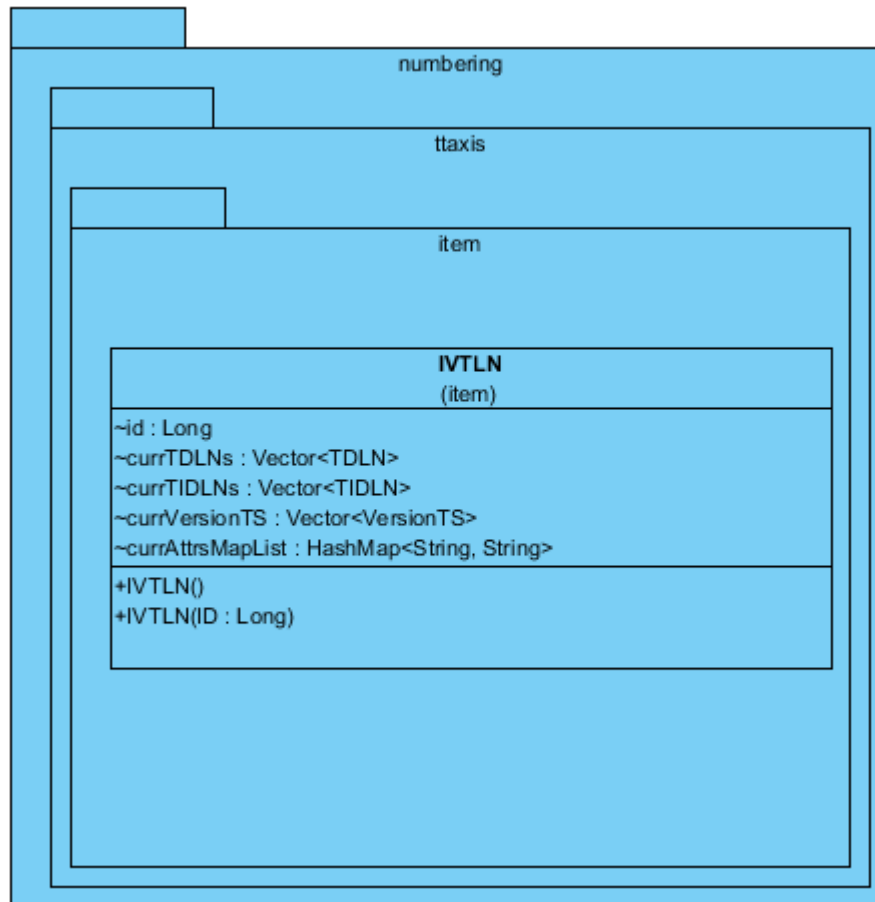 numbering
ttaxis
item
IVTLN
(item)
~id : Long
~currTDLNs : Vector<TDLN>
~currTIDLNs : Vector<TIDLN>
~currVersionTS : Vector<VersionTS>
~currAttrsMapList : HashMap<String, String>
+IVTLN()
+IVTLN(ID : Long)